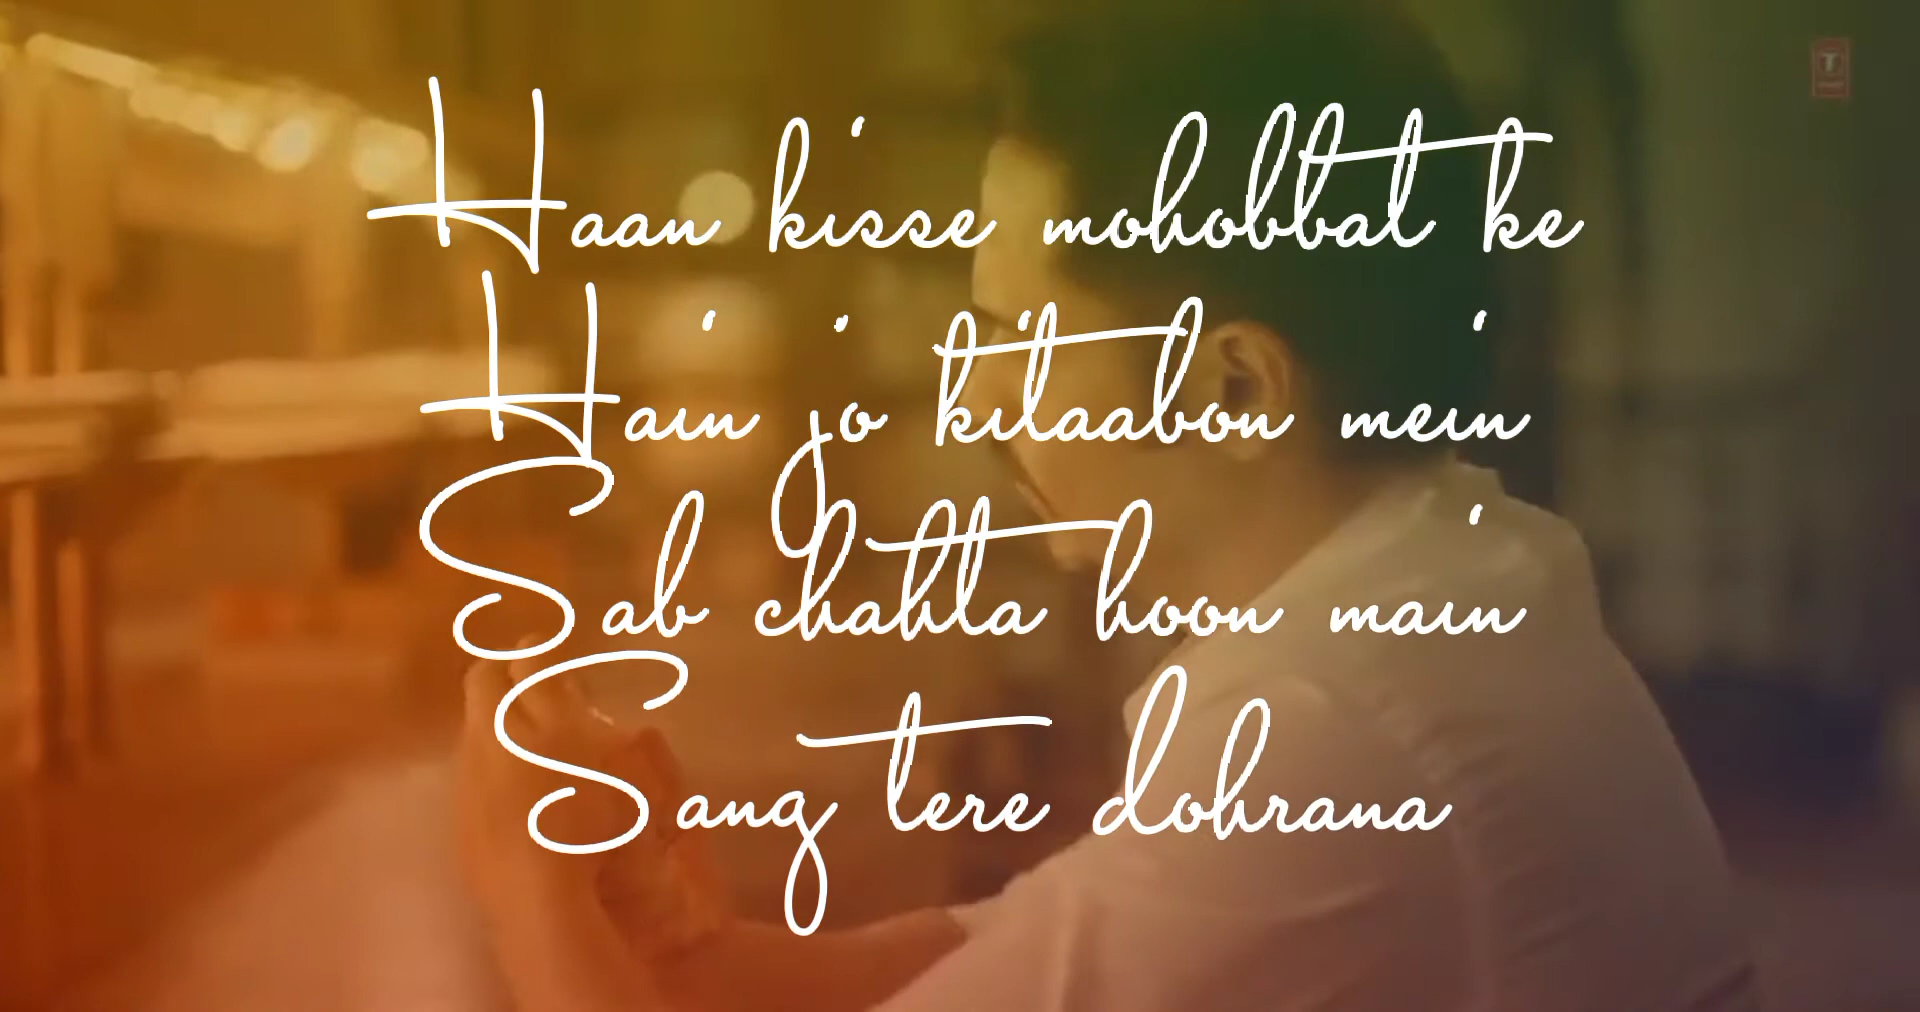 Haan kisse mohobbat ke
Hain jo kitaabon mein
Sab chahta hoon main
Sang tere dohrana